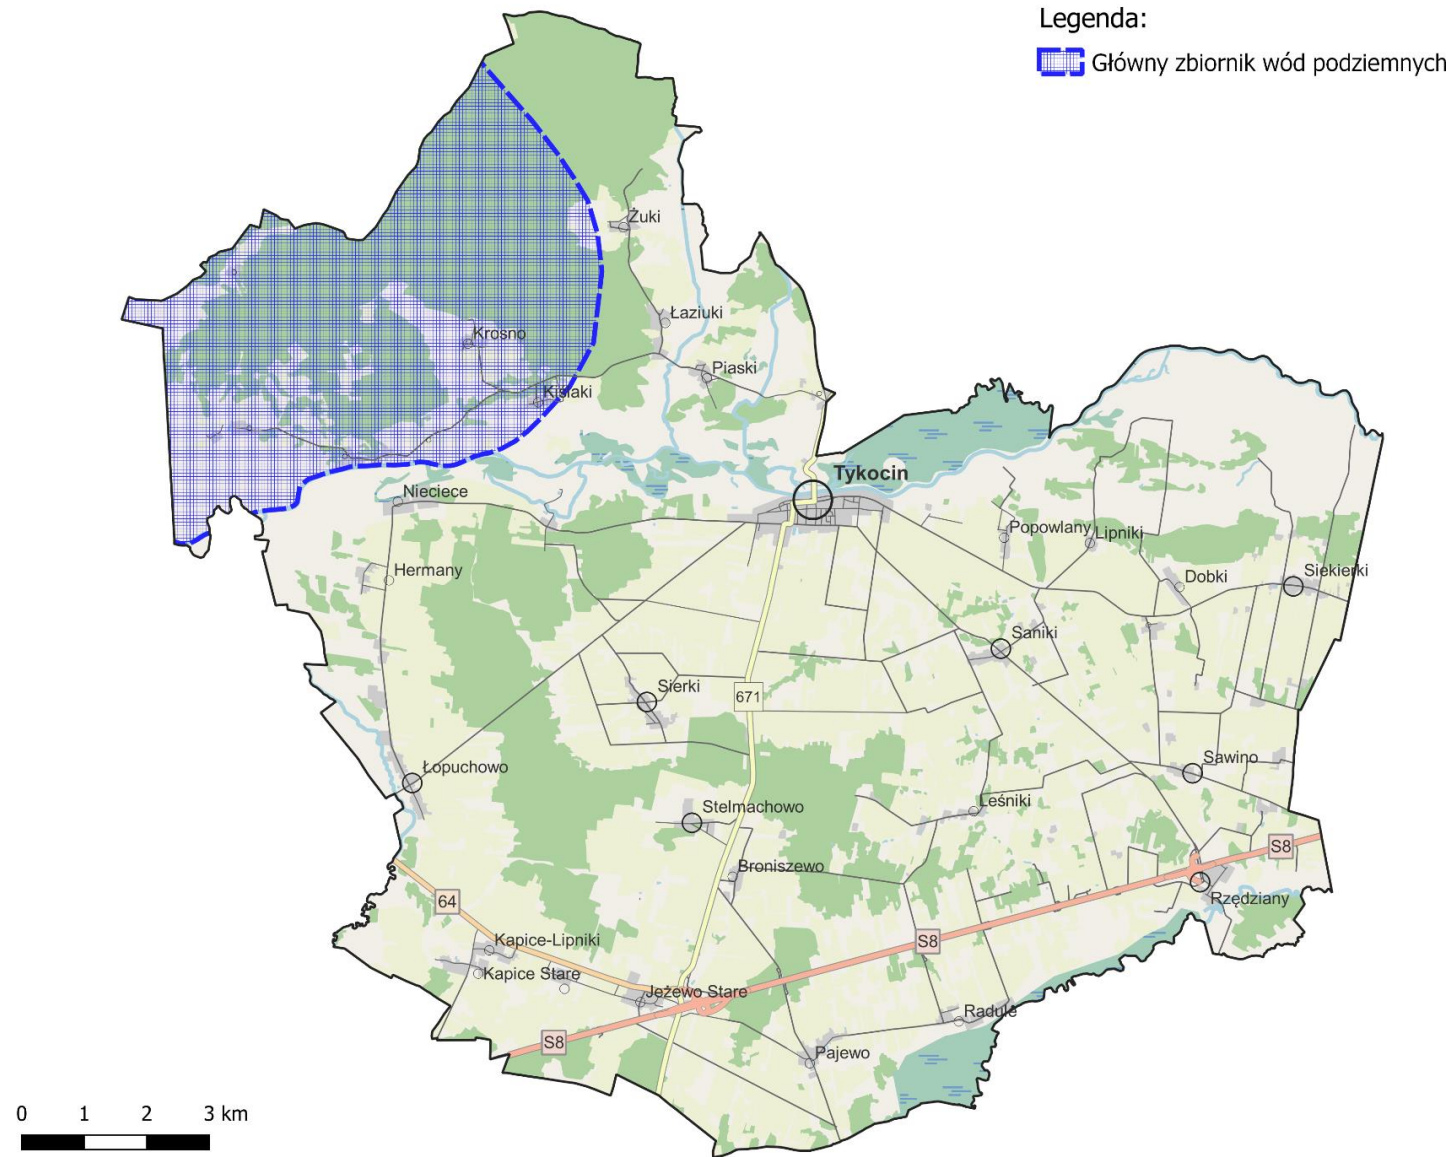 Legenda:
Główny zbiornik wód podziemnych
Żuki
Łaziuki
Krosno
Piaski
Kiślaki
Tykocin
Nieciece
Popowlany
Lipniki
Hermany
Dobki
Siekierki
Saniki
Sierki
671
Sawino
Łopuchowo
Stelmachowo
Leśniki
S8
Broniszewo
64
Rzędziany
Kapice-Lipniki
S8
Kapice Stare
Jeżewo Stare
Radule
S8
Pajewo
0 1 2 3 km